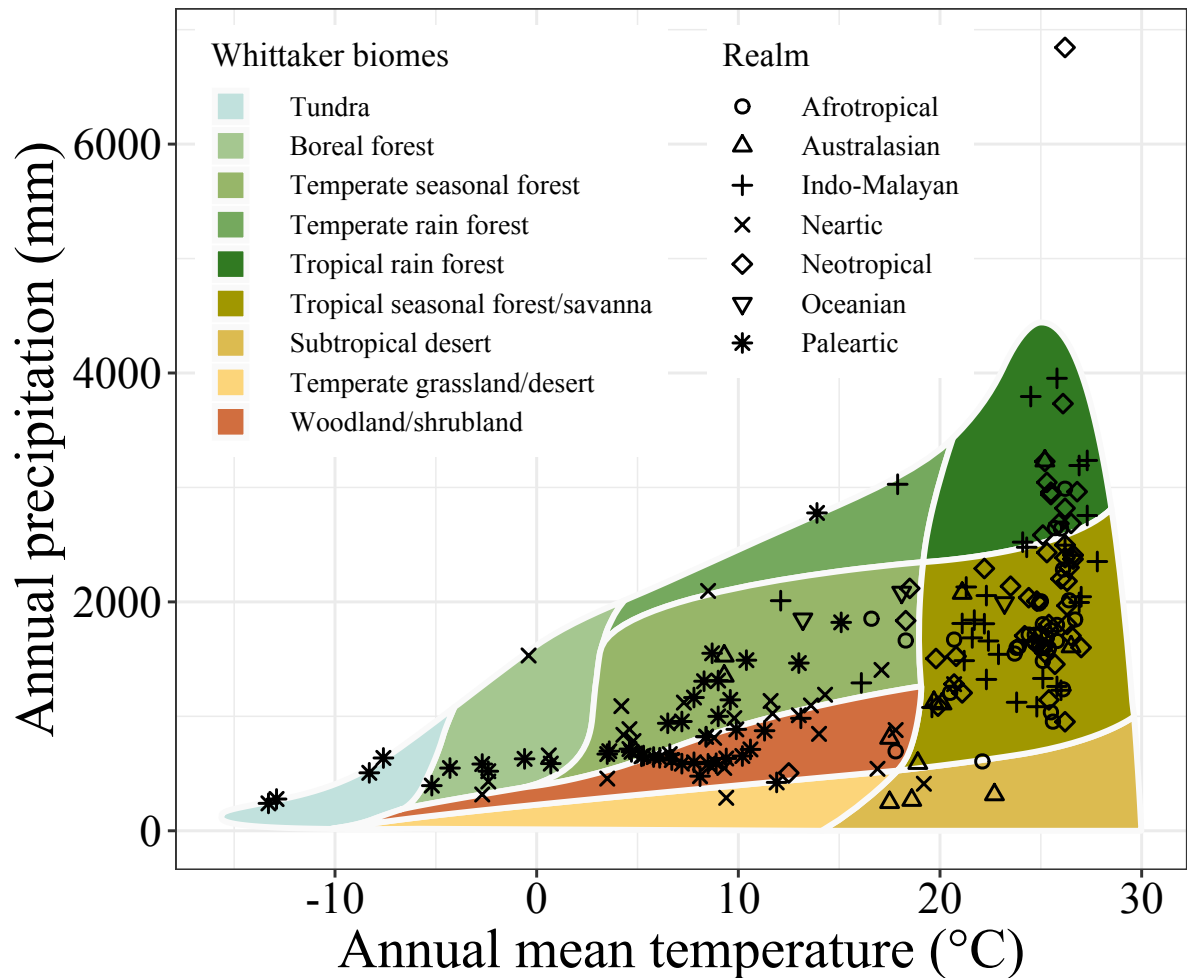 Whittaker biomes
Tundra
Boreal forest
Temperate seasonal forest
Temperate rain forest
Tropical rain forest
Tropical seasonal forest/savanna
Subtropical desert
Temperate grassland/desert
Woodland/shrubland
Realm
Afrotropical
Australasian
Indo-Malayan
Neartic
Neotropical
Oceanian
Paleartic
Annual precipitation (mm)
6000
4000
2000
0
-10 0 10 20 30
Annual mean temperature (°C)